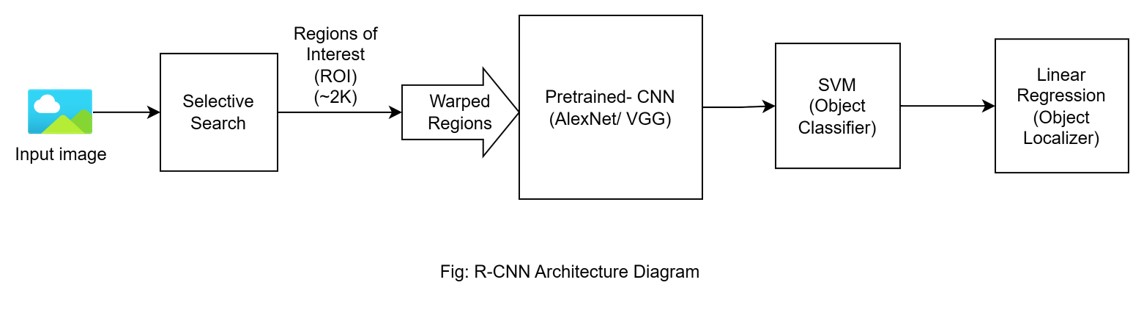 Input image
Selective
Search
Regions of
Interest
(ROI)
(~2K)
Warped
Regions
Pretrained- CNN
(AlexNet/ VGG)
SVM
(Object
Classifier)
Linear
Regression
(Object
Localizer)
Fig: R-CNN Architecture Diagram